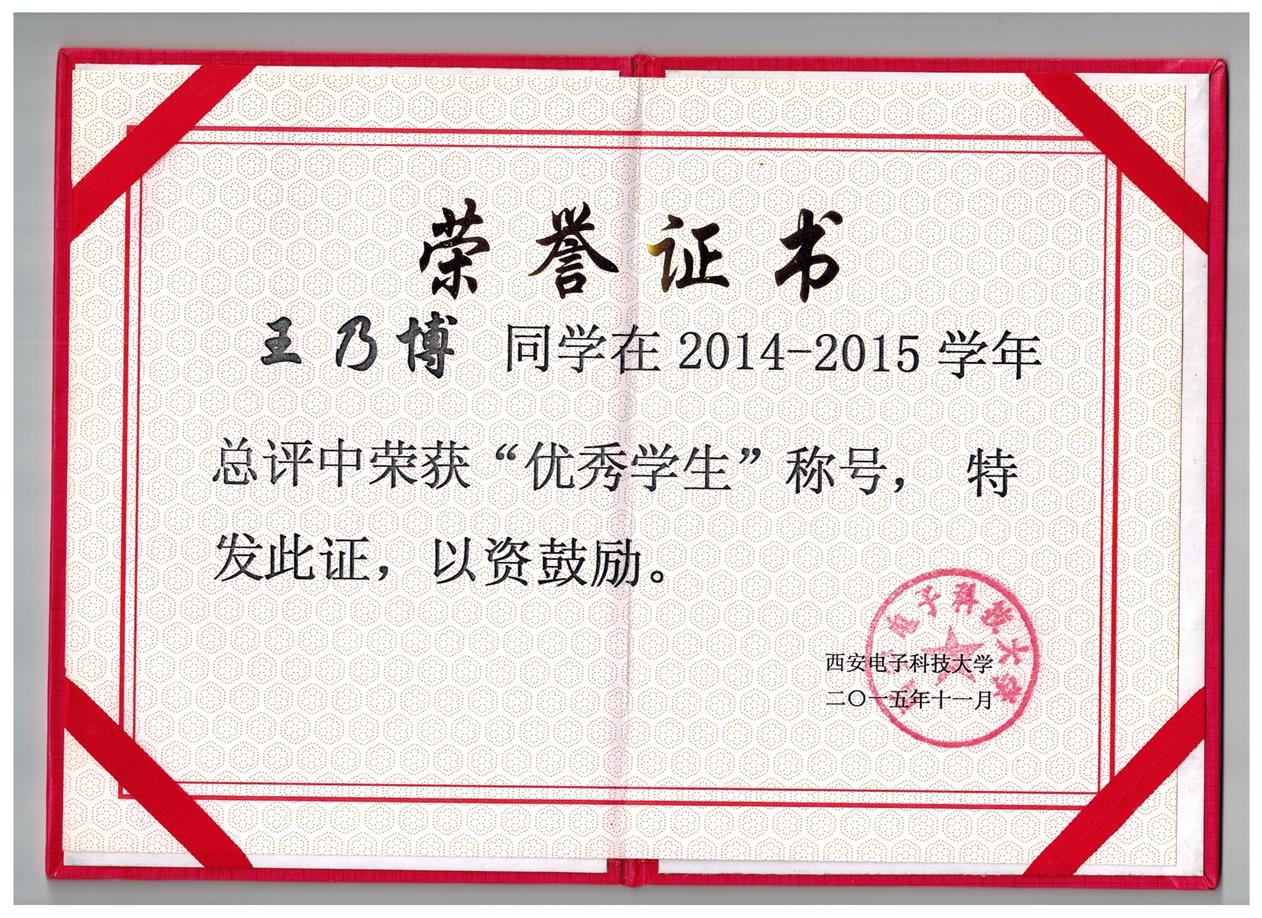 荣誉证书
王乃博 同学在 2014-2015 学年
总评中荣获“优秀学生”称号， 特
发此证，以资鼓励。
西安电子科技大学
二〇一五年十一月
西安电子科技大学